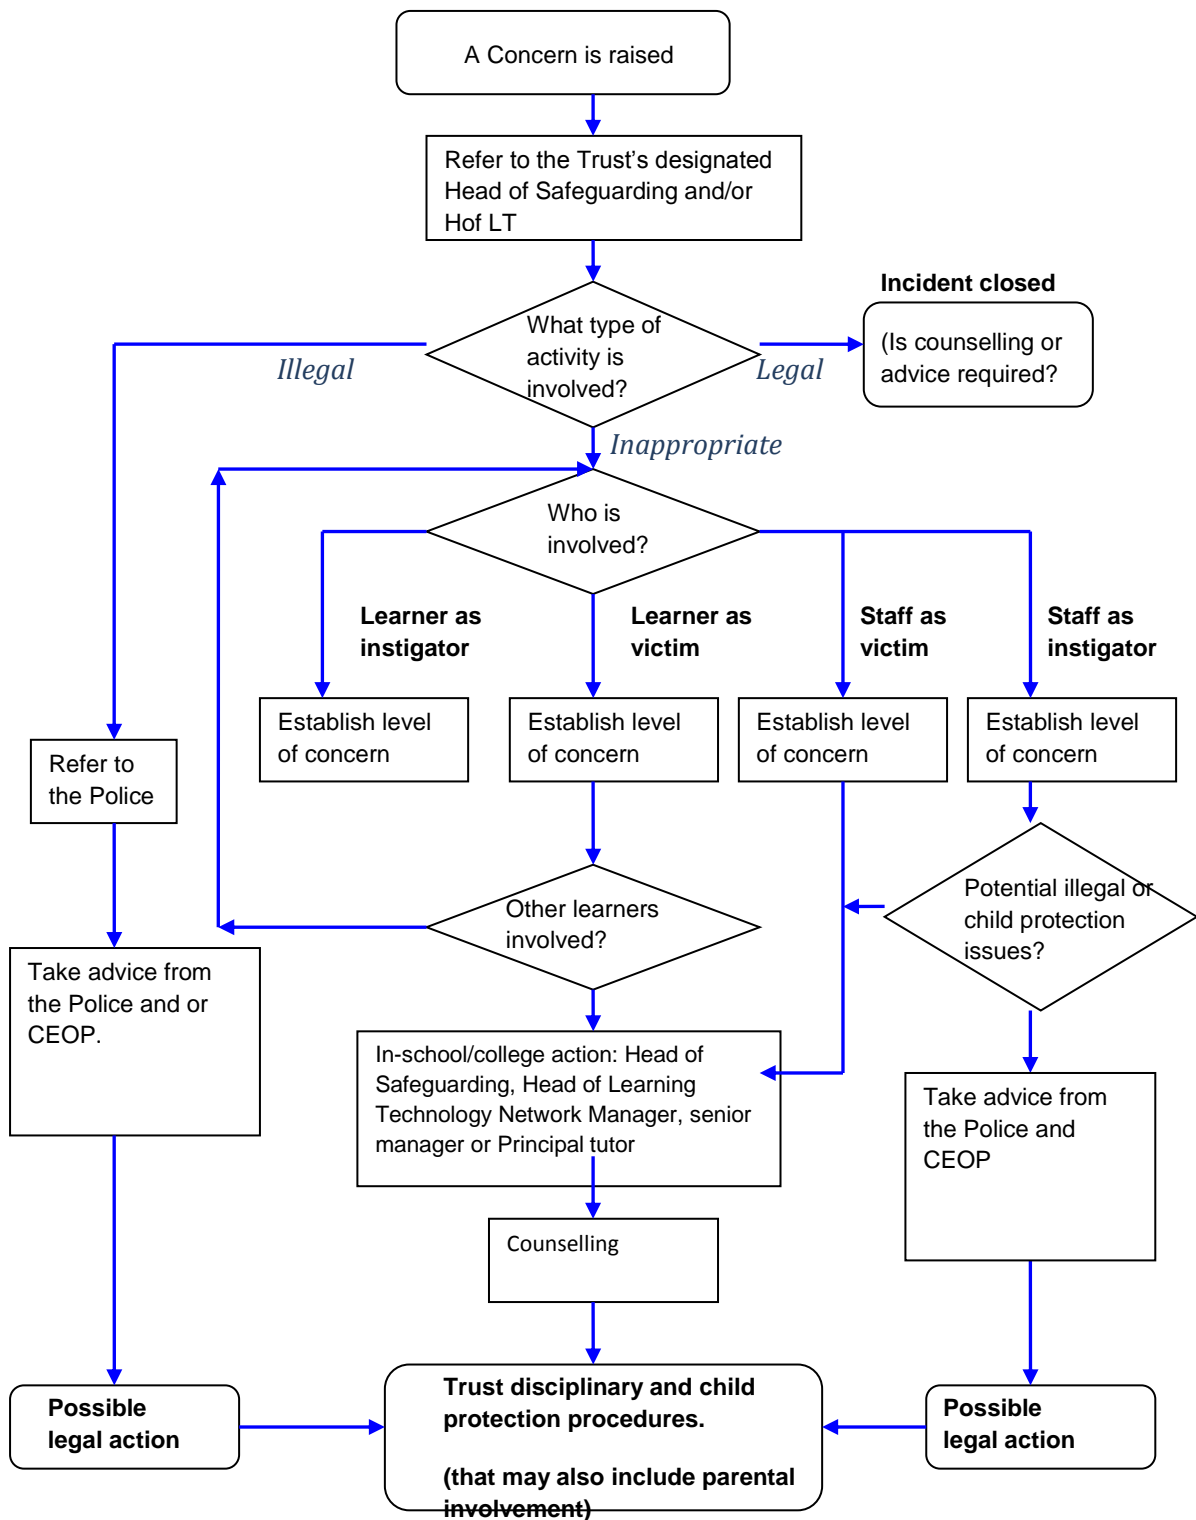 A Concern is raised
Refer to the Trust’s designated
Head of Safeguarding and/or
Hof LT
Incident closed
What type of
activity is
involved?
(Is counselling or
advice required?
Illegal
Legal
Inappropriate
Who is
involved?
Learner as
instigator
Learner as
victim
Staff as
victim
Staff as
instigator
Establish level
of concern
Establish level
of concern
Establish level
of concern
Establish level
of concern
Refer to
the Police
Potential illegal or
child protection
issues?
Other learners
involved?
Take advice from
the Police and or
CEOP.
In-school/college action: Head of
Safeguarding, Head of Learning
Technology Network Manager, senior
manager or Principal tutor
Take advice from
the Police and
CEOP
Counselling
Possible
legal action
Trust disciplinary and child
protection procedures.
(that may also include parental
involvement)
Possible
legal action